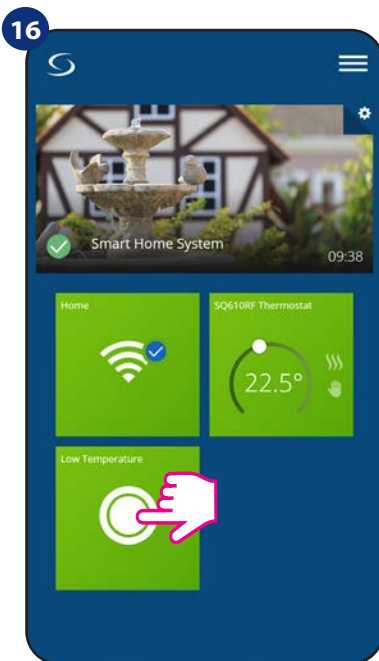 16
Smart Home System
09:38
Home
SQ610RF Thermostat
22.5°
Low Temperature